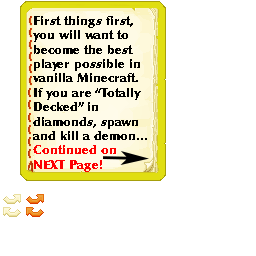 First things first,
you will want to
become the best
player possible in
vanilla Minecraft.
If you are “Totally
Decked” in
diamonds, spawn
and kill a demon...
Continued on
NEXT Page!